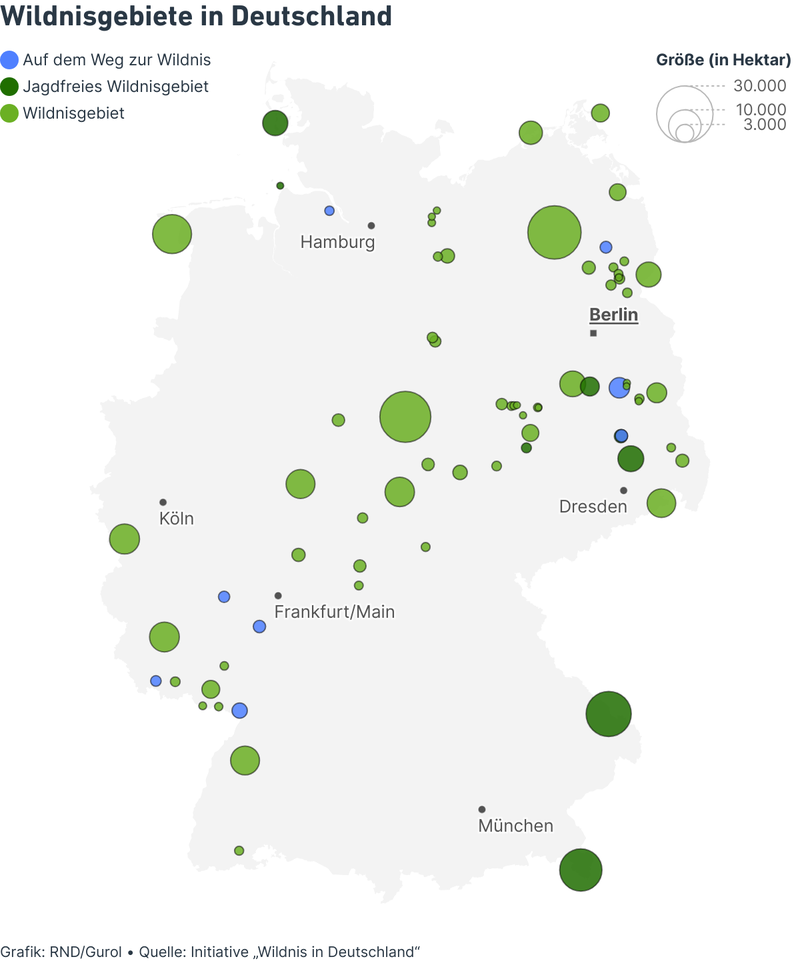 Wildnisgebiete in Deutschland
Auf dem Weg zur Wildnis
Jagdfreies Wildnisgebiet
Wildnisgebiet
Größe (in Hektar)
30.000
10.000
3.000
Hamburg
Berlin
Köln
Dresden
Frankfurt/Main
München
Grafik: RND/Gurol • Quelle: Initiative „Wildnis in Deutschland“